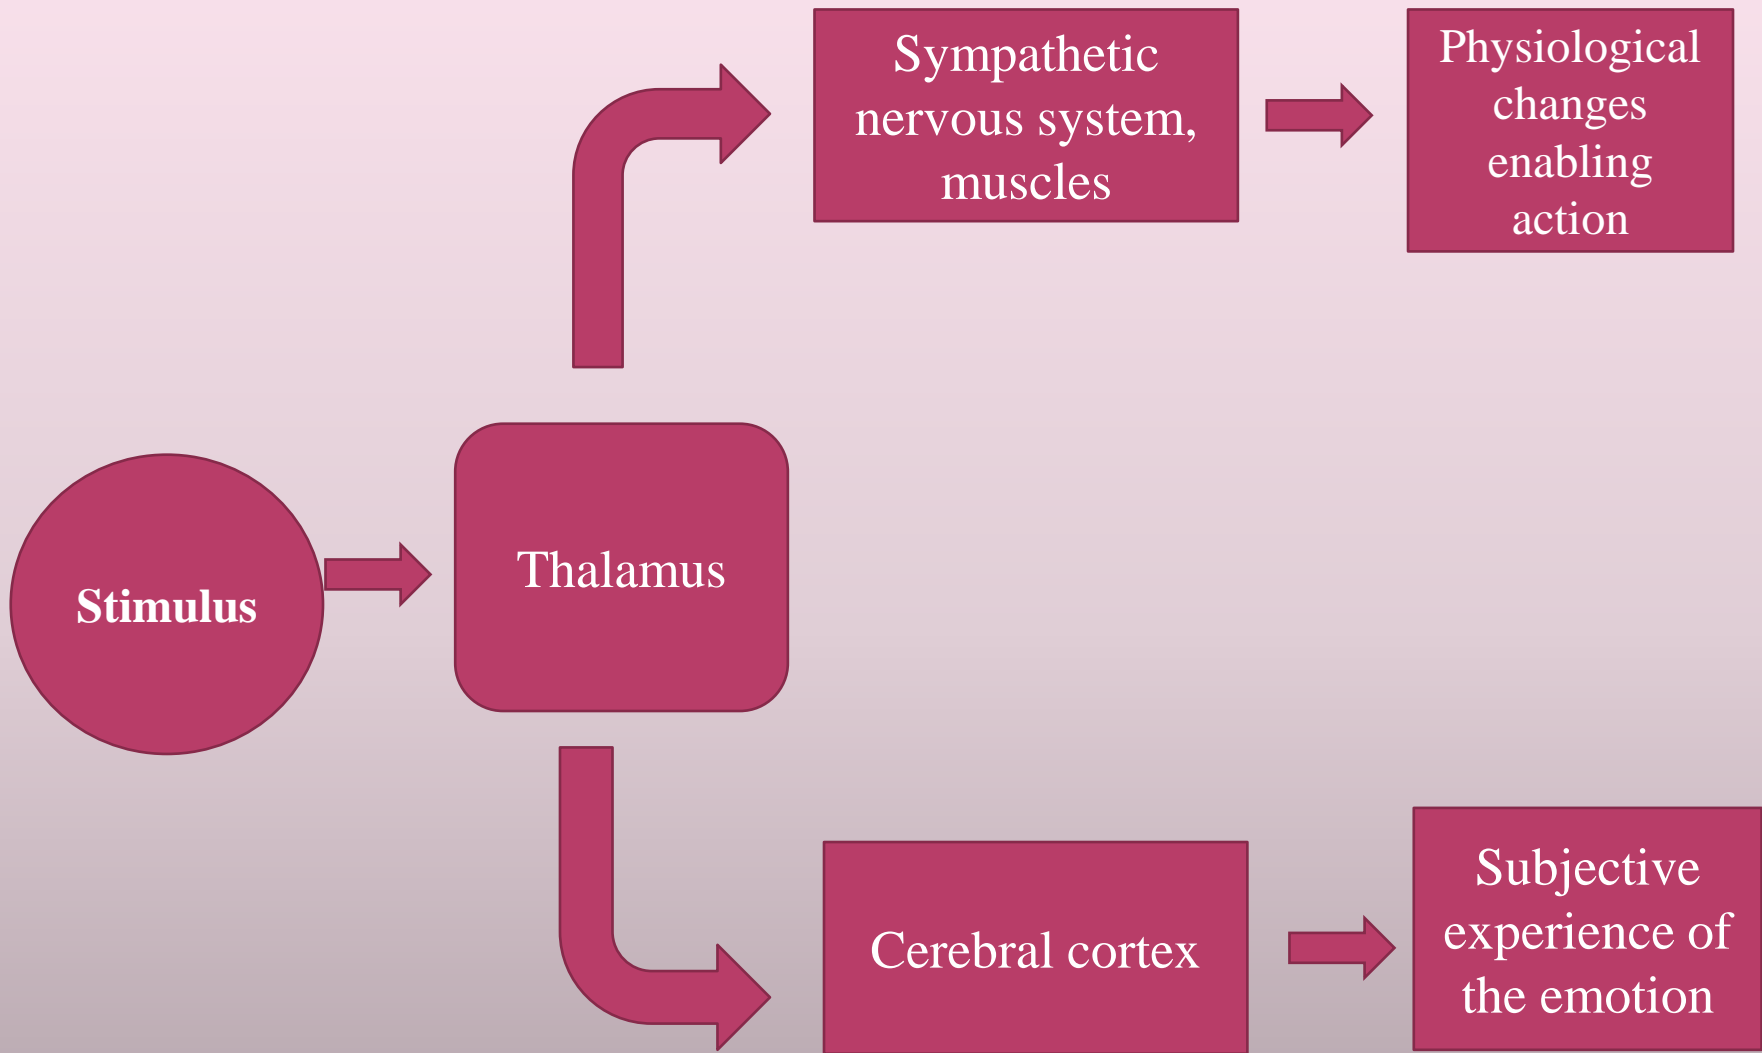 Sympathetic
nervous system,
muscles
Physiological
changes
enabling
action
Stimulus
Thalamus
Cerebral cortex
Subjective
experience of
the emotion